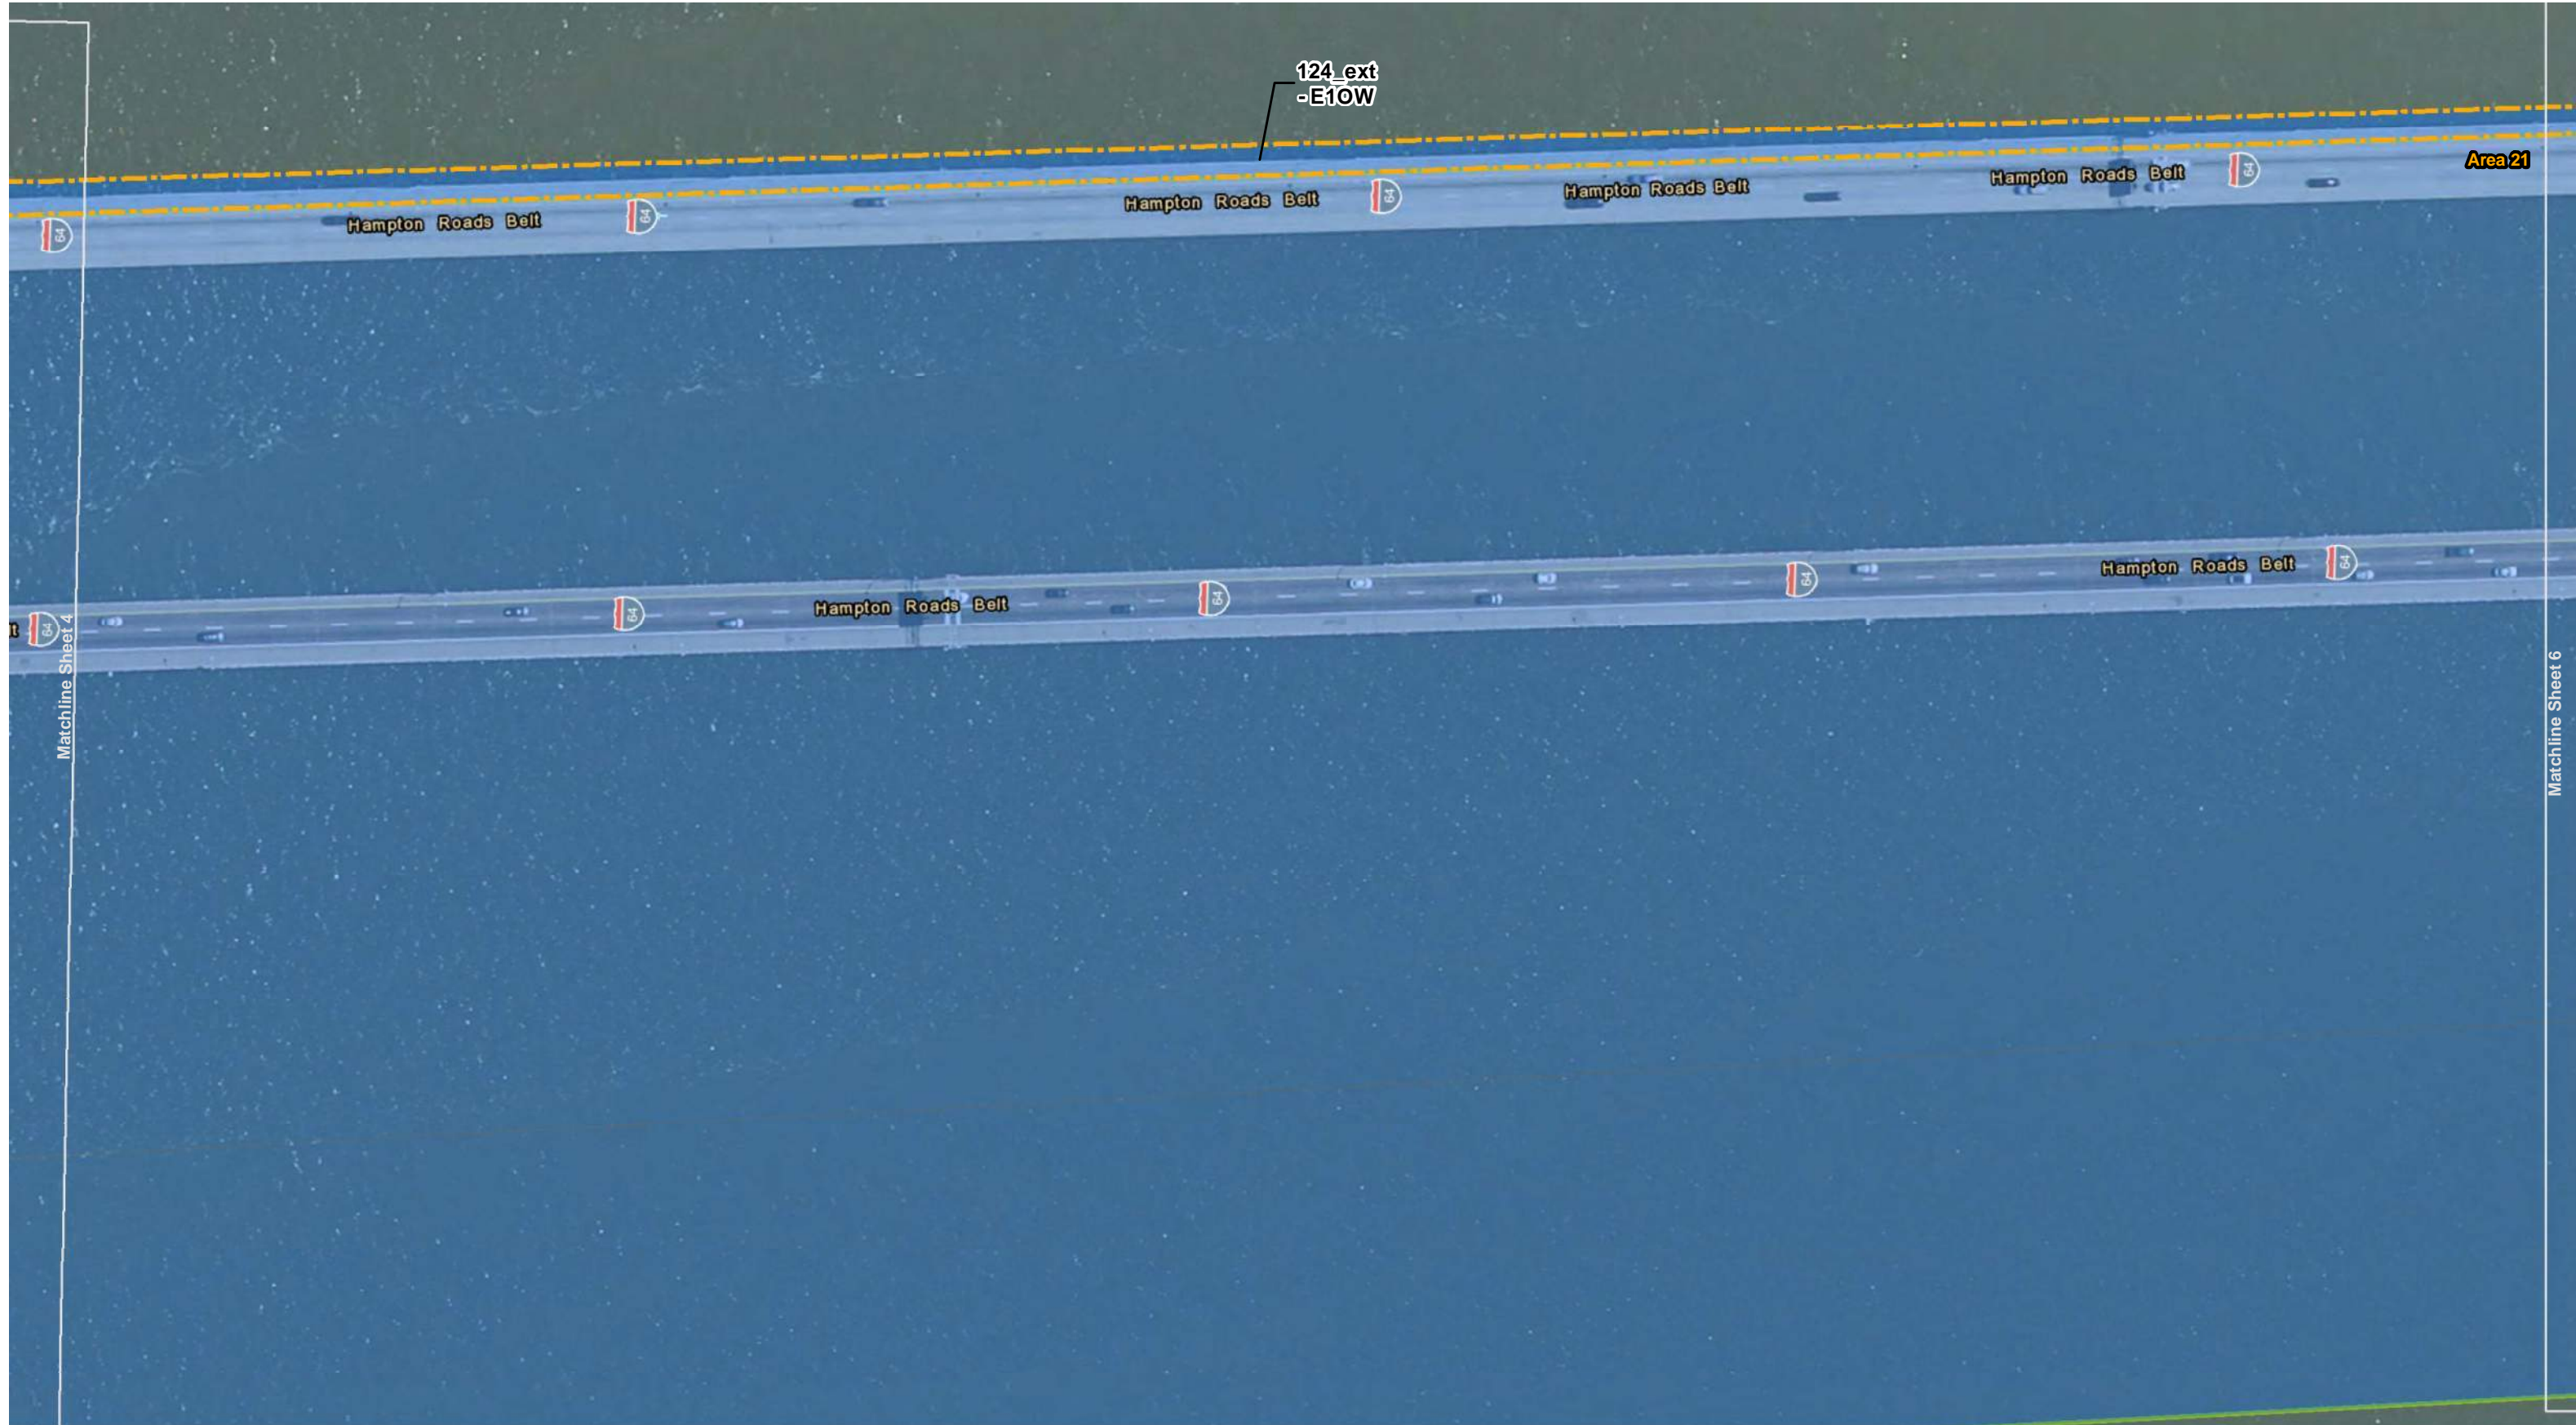 124_ext
- E1OW
Area 21
Hampton Roads Belt
64
Hampton Roads Belt
64
Hampton Roads Belt
Hampton Roads Belt
64
64
Hampton Roads Belt
64
64
64
Hampton Roads Belt
64
lt
64
Matchline Sheet 4
Matchline Sheet 6